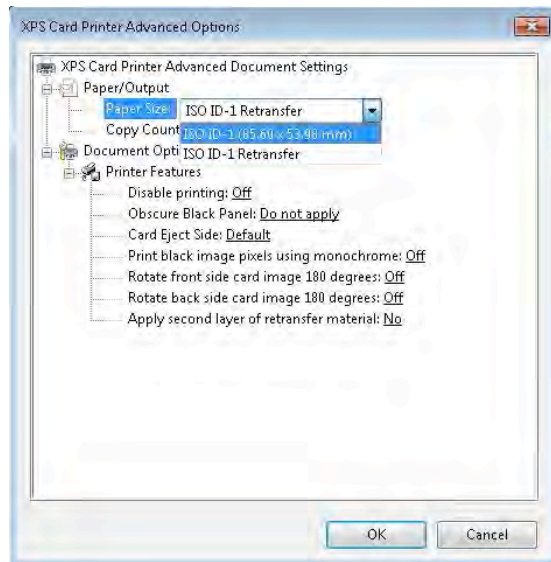 XPS Card Printer Advanced Options
XPS Card Printer Advanced Document Settings
Paper/Output
Paper Size: ISO ID-1 Retransfer
Copy Count
ISO ID-1 (85.60 x 53.98 mm)
Document Opti
ISO ID-1 Retransfer
Printer Features
Disable printing: Off
Obscure Black Panel: Do not apply
Card Eject Side: Default
Print black image pixels using monochrome: Off
Rotate front side card image 180 degrees: Off
Rotate back side card image 180 degrees: Off
Apply second layer of retransfer material: No
OK
Cancel